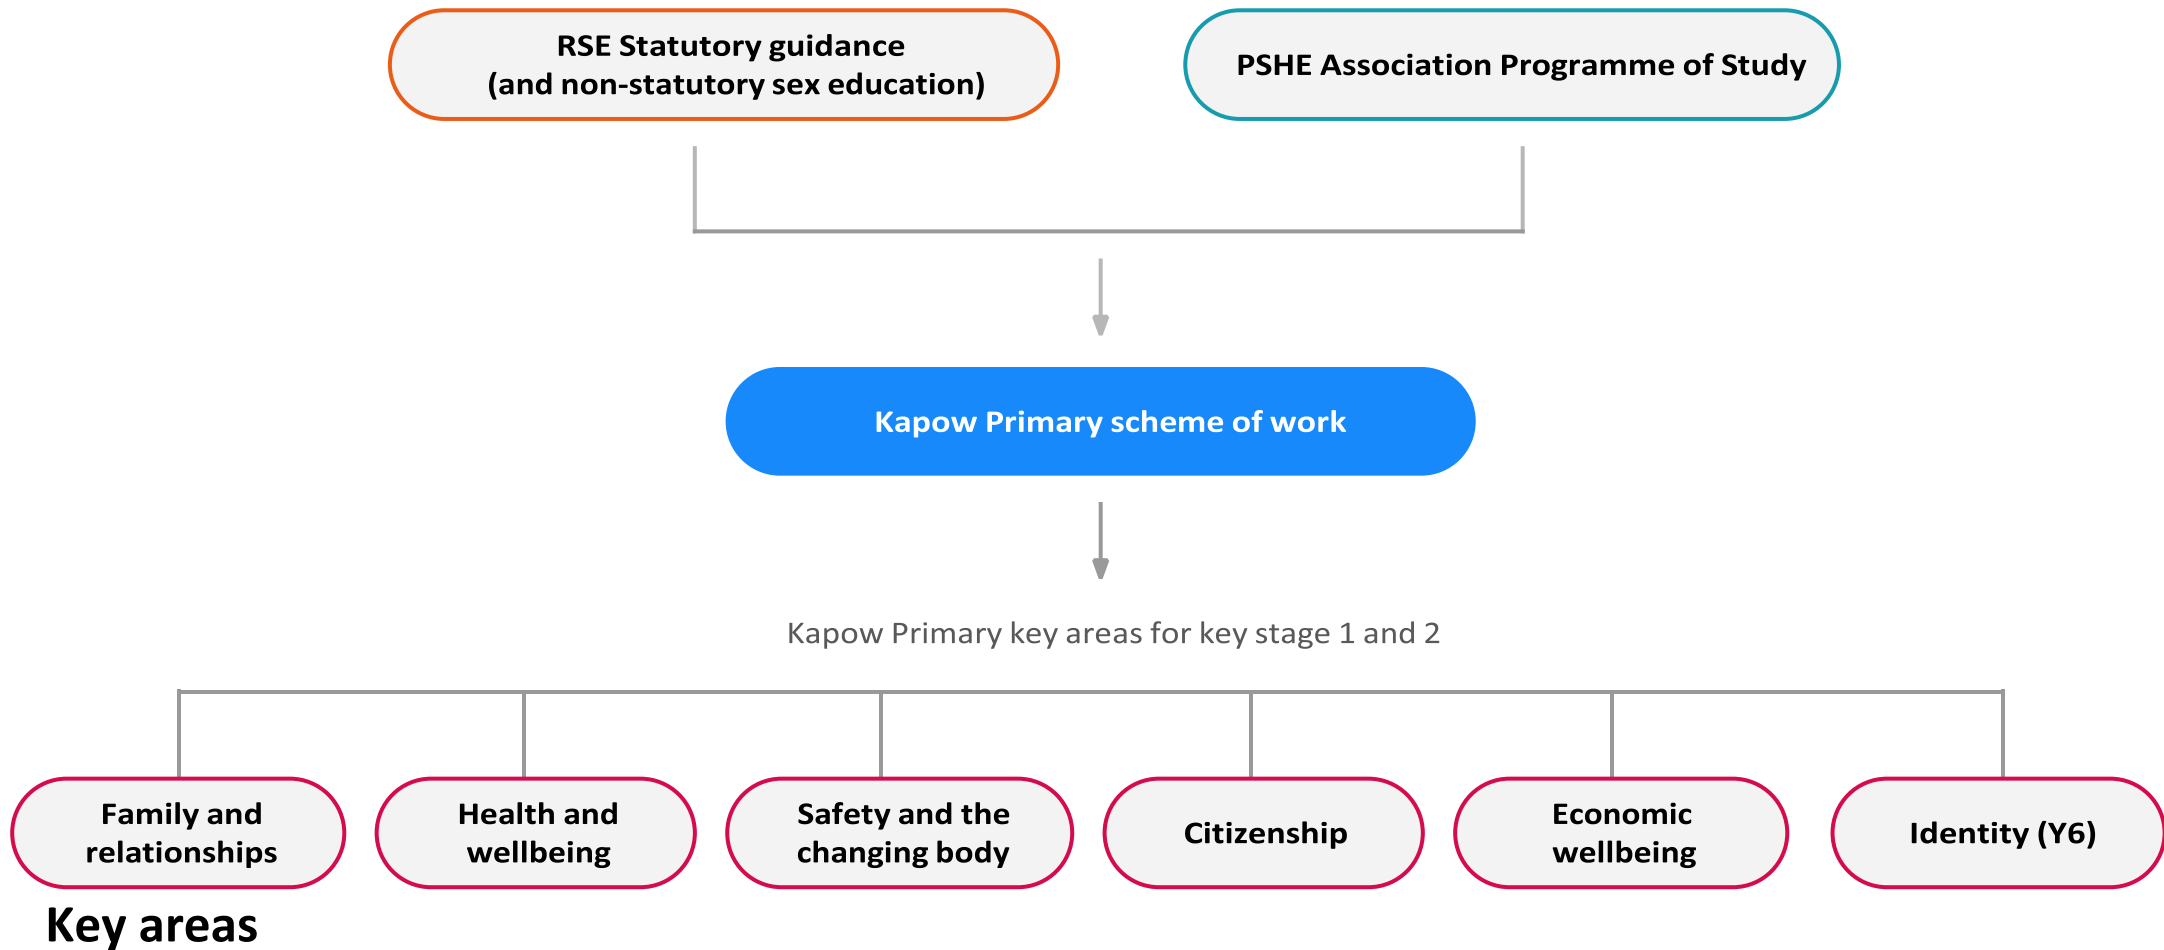 RSE Statutory guidance
(and non-statutory sex education)
PSHE Association Programme of Study
Kapow Primary scheme of work
Kapow Primary key areas for key stage 1 and 2
Family and
relationships
Health and
wellbeing
Safety and the
changing body
Citizenship
Economic
wellbeing
Identity (Y6)
Key areas